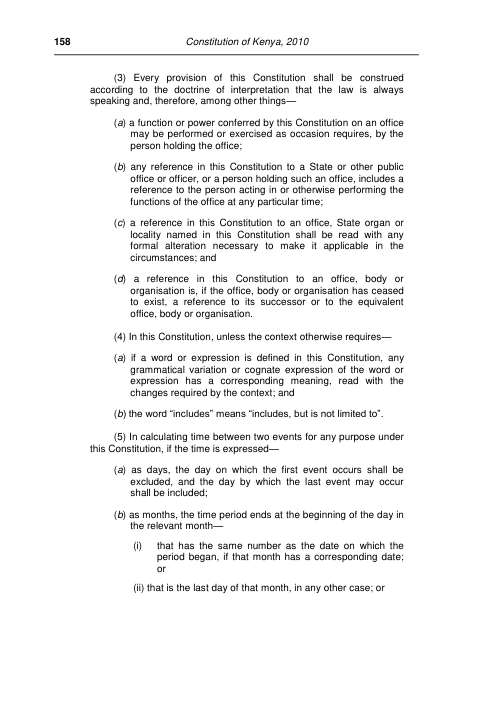 158 Constitution of Kenya, 2010
(3) Every provision of this Constitution shall be construed
according to the doctrine of interpretation that the law is always
speaking and, therefore, among other things—
(a) a function or power conferred by this Constitution on an office
may be performed or exercised as occasion requires, by the
person holding the office;
(b) any reference in this Constitution to a State or other public
office or officer, or a person holding such an office, includes a
reference to the person acting in or otherwise performing the
functions of the office at any particular time;
(c) a reference in this Constitution to an office, State organ or
locality named in this Constitution shall be read with any
formal alteration necessary to make it applicable in the
circumstances; and
(d) a reference in this Constitution to an office, body or
organisation is, if the office, body or organisation has ceased
to exist, a reference to its successor or to the equivalent
office, body or organisation.
(4) In this Constitution, unless the context otherwise requires—
(a) if a word or expression is defined in this Constitution, any
grammatical variation or cognate expression of the word or
expression has a corresponding meaning, read with the
changes required by the context; and
(b) the word “includes” means “includes, but is not limited to”.
(5) In calculating time between two events for any purpose under
this Constitution, if the time is expressed—
(a) as days, the day on which the first event occurs shall be
excluded, and the day by which the last event may occur
shall be included;
(b) as months, the time period ends at the beginning of the day in
the relevant month—
(i) that has the same number as the date on which the
period began, if that month has a corresponding date;
or
(ii) that is the last day of that month, in any other case; or